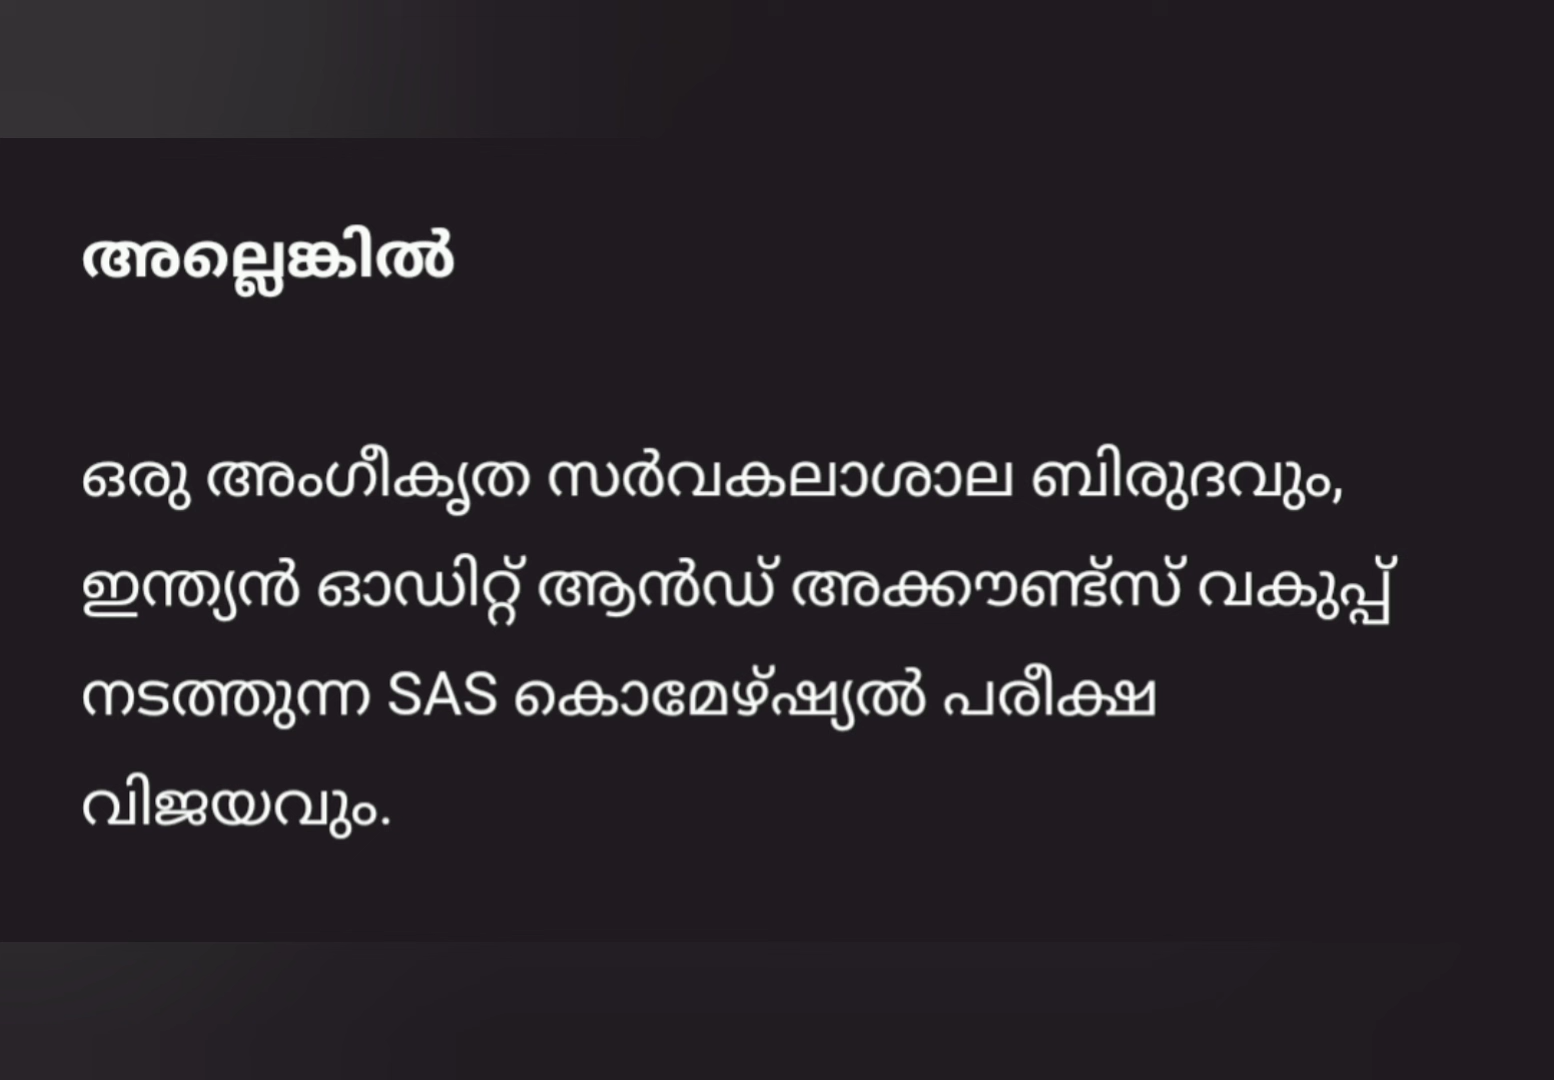 അല്ലെങ്കിൽ
ഒരു അംഗീകൃത സർവകലാശാല ബിരുദവും,
ഇന്ത്യൻ ഓഡിറ്റ് ആൻഡ് അക്കൗണ്ട്സ് വകുപ്പ്
നടത്തുന്ന SAS കൊമേഴ്ഷ്യൽ പരീക്ഷ
വിജയവും.